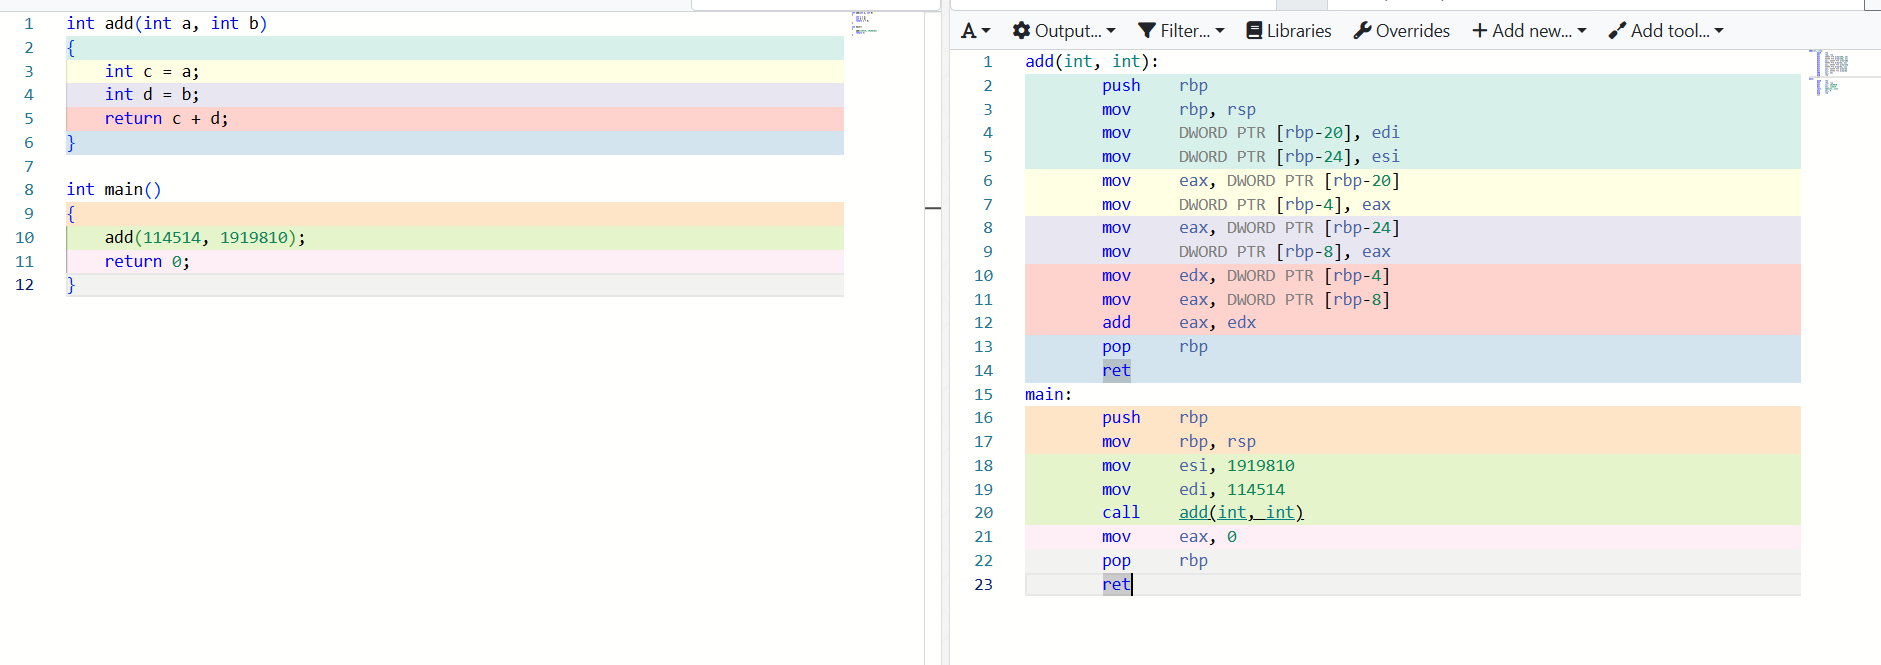 1 int add(int a, int b)
2 {
3 int c = a;
4 int d = b;
5 return c + d;
6 }
7
8 int main()
9 {
10 add(114514, 1919810);
11 return 0;
12 }
A Output... Filter... Libraries Overrides + Add new... Add tool...
1 add(int, int):
2 push rbp
3 mov rbp, rsp
4 mov DWORD PTR [rbp-20], edi
5 mov DWORD PTR [rbp-24], esi
6 mov eax, DWORD PTR [rbp-20]
7 mov DWORD PTR [rbp-4], eax
8 mov eax, DWORD PTR [rbp-24]
9 mov DWORD PTR [rbp-8], eax
10 mov edx, DWORD PTR [rbp-4]
11 mov eax, DWORD PTR [rbp-8]
12 add eax, edx
13 pop rbp
14 ret
15 main:
16 push rbp
17 mov rbp, rsp
18 mov esi, 1919810
19 mov edi, 114514
20 call add(int, int)
21 mov eax, 0
22 pop rbp
23 ret